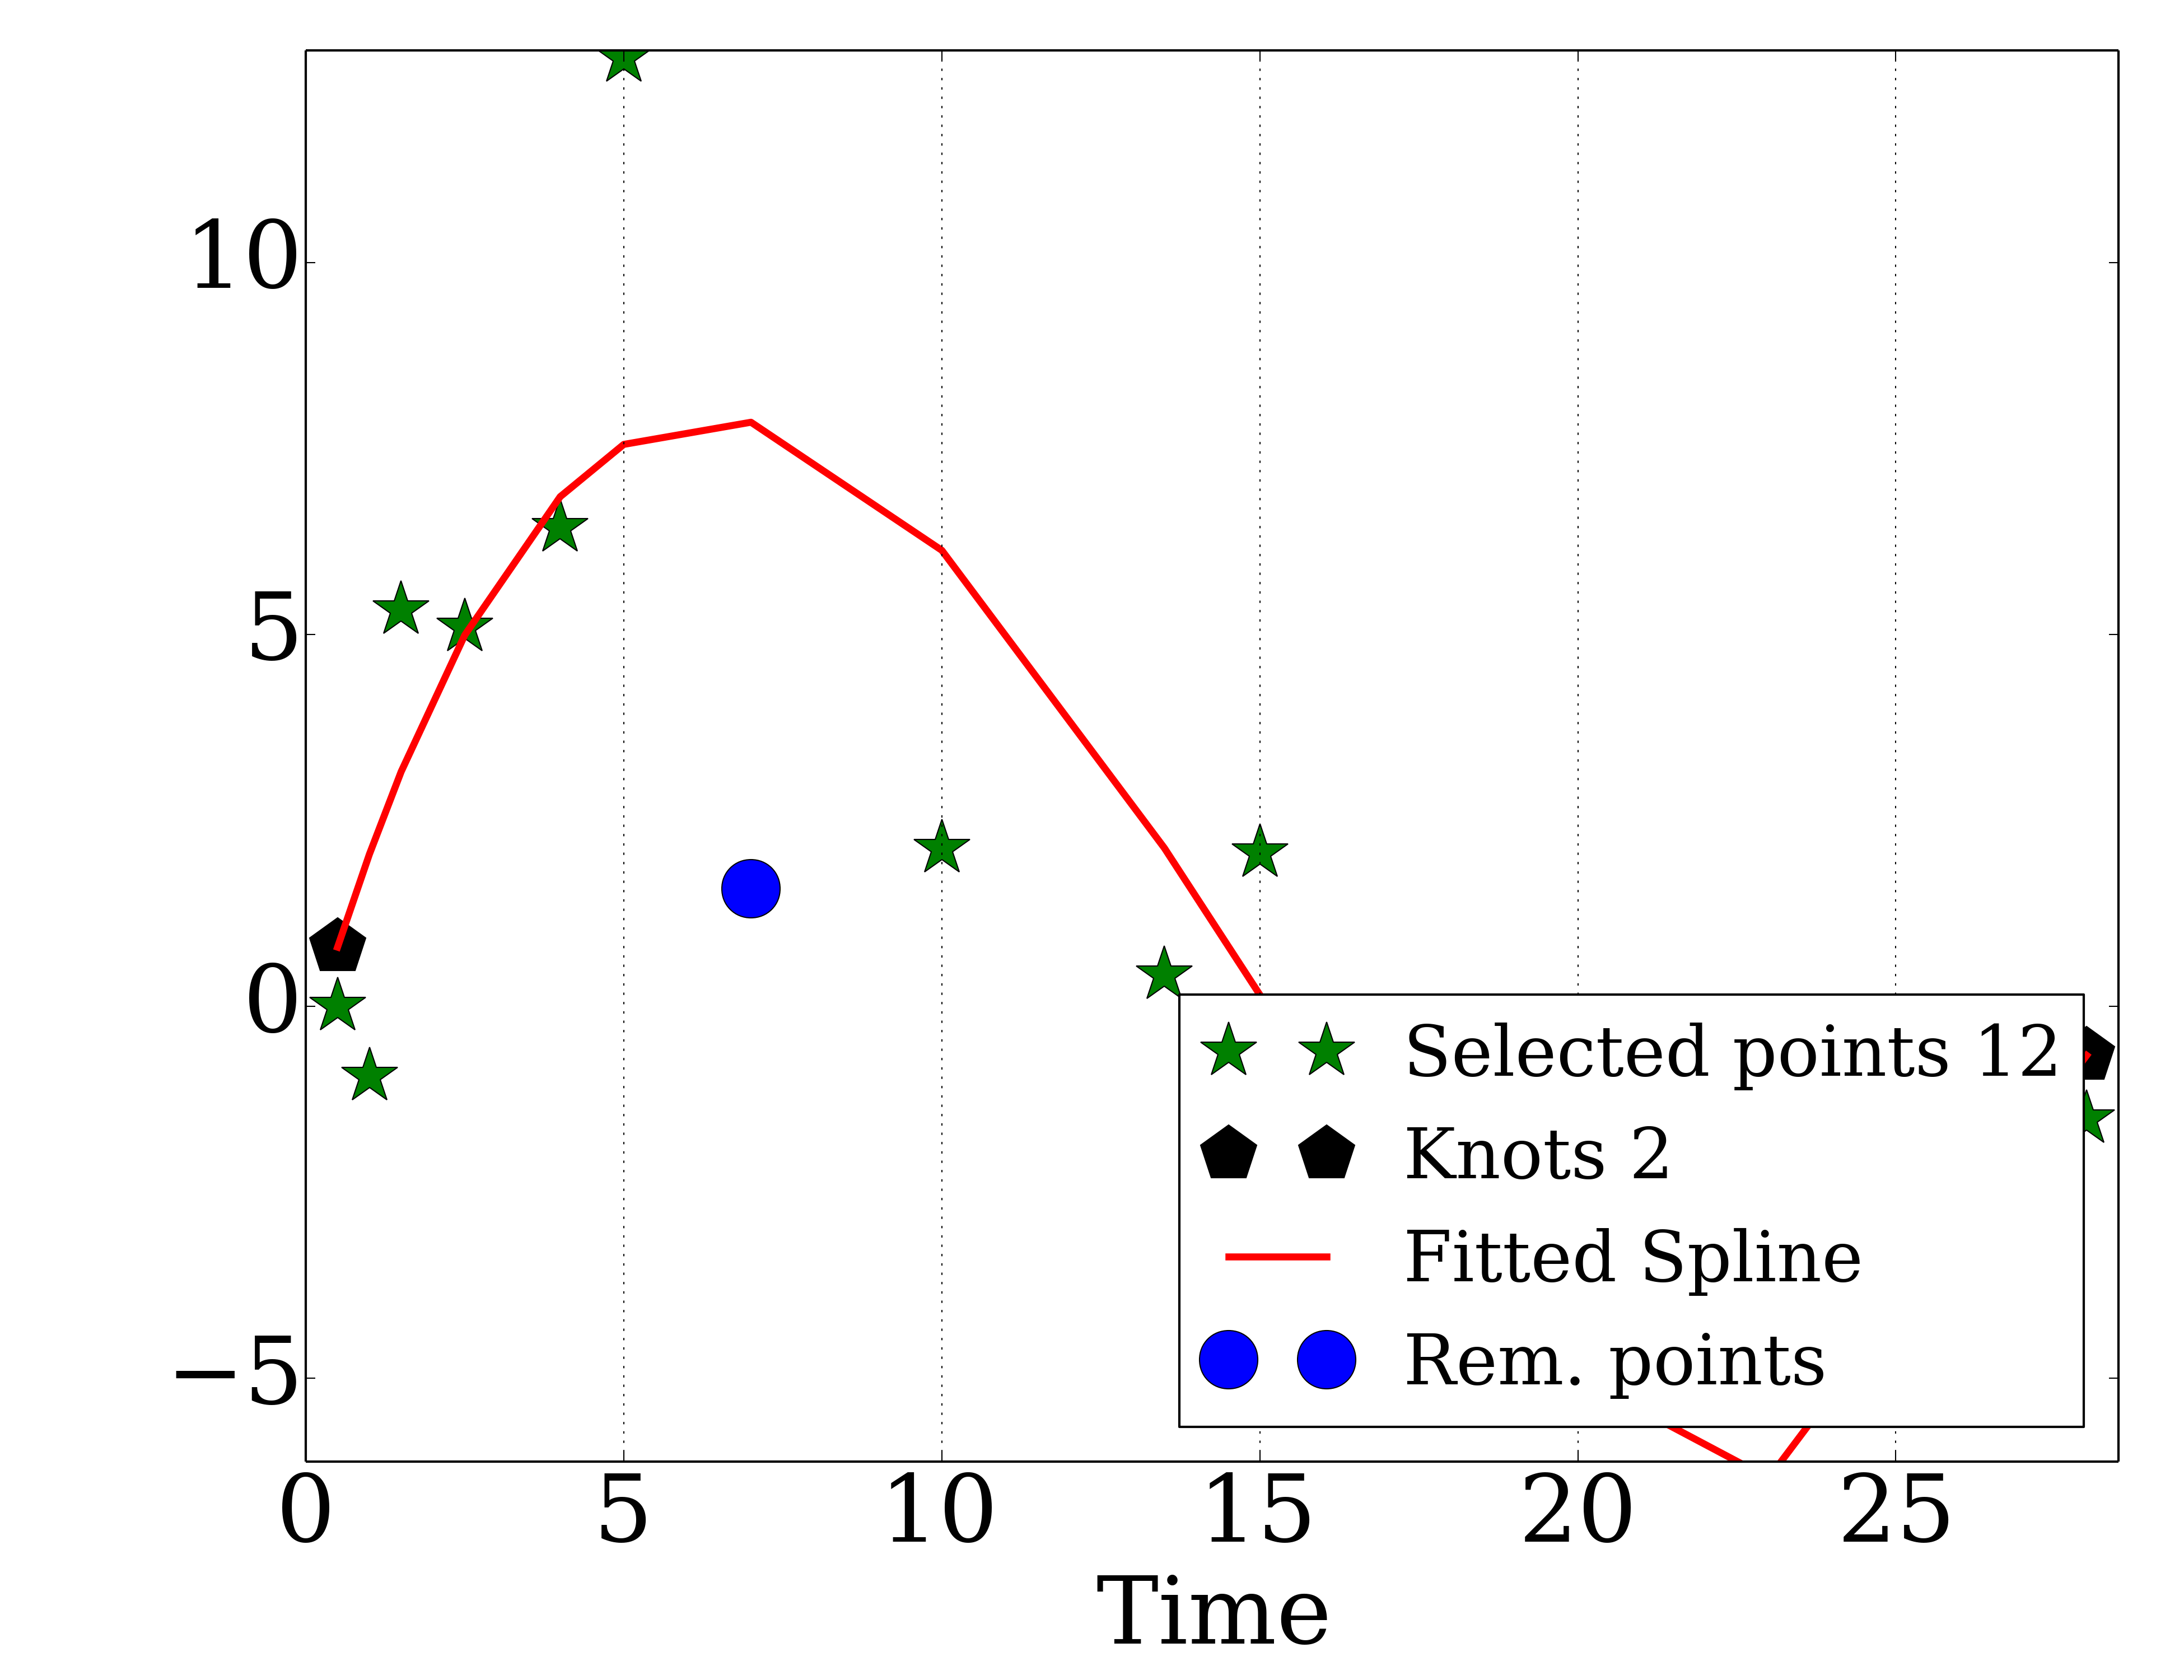 10
5
0
−5
0 5 10 15 20 25
Time
Selected points 12
Knots 2
Fitted Spline
Rem. points